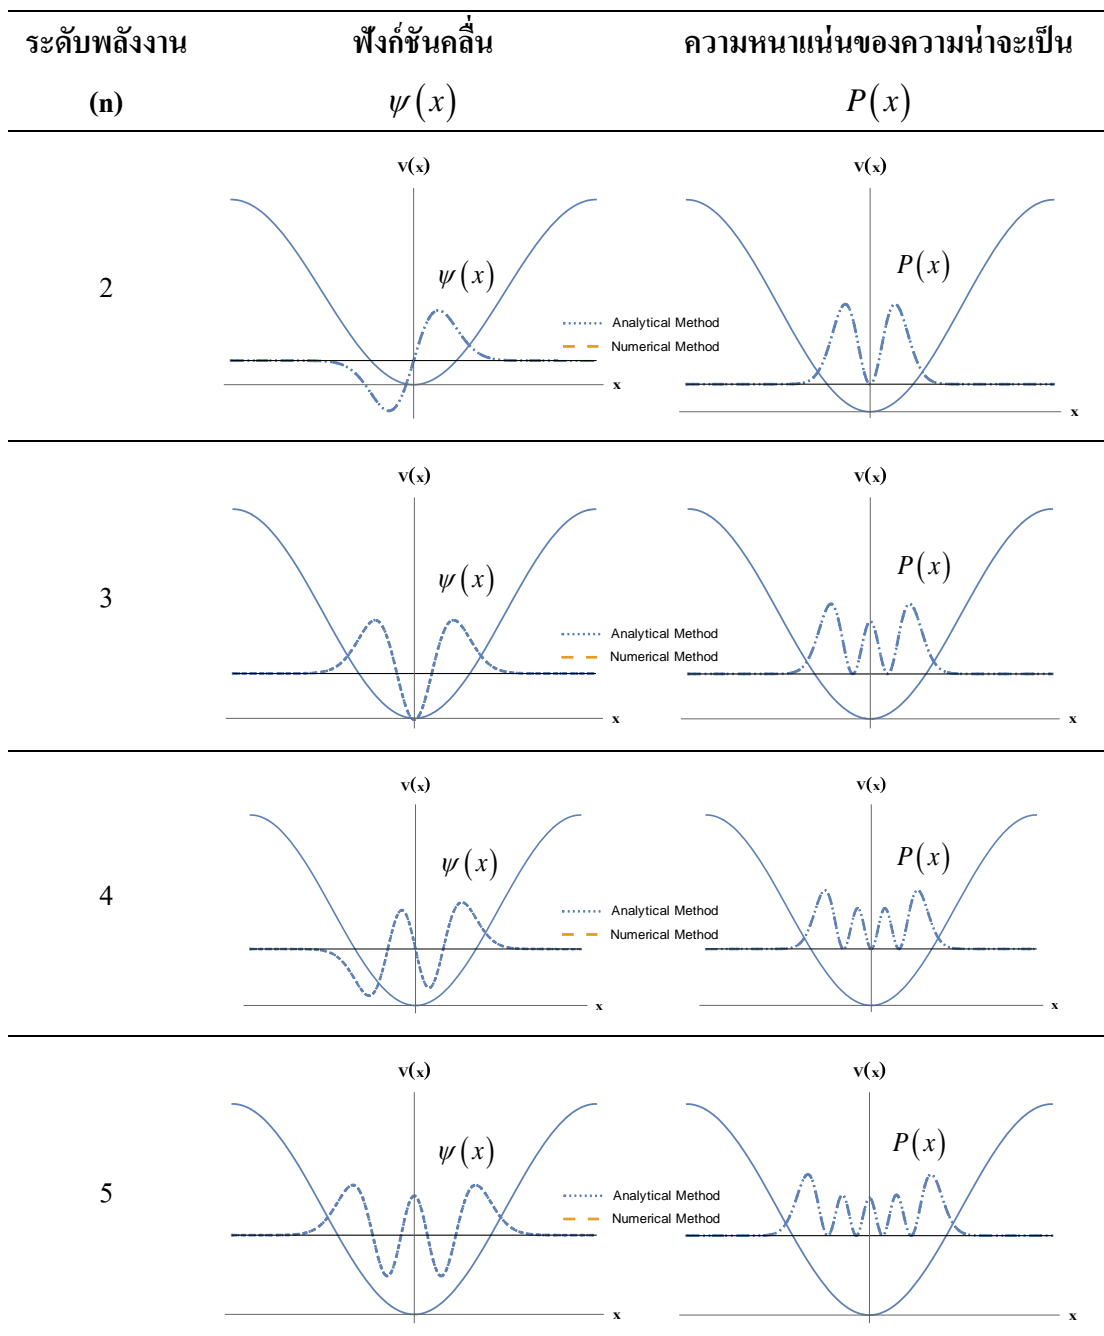 ระดับพลังงาน ฟังก์ชันคลื่น ความหนาแน่นของความน่าจะเป็น
(n) ψ(x) P(x)
V(x) V(x)
2 ψ(x) P(x)
Analytical Method
Numerical Method
x x
V(x) V(x)
3 ψ(x) P(x)
Analytical Method
Numerical Method
x x
V(x) V(x)
4 ψ(x) P(x)
Analytical Method
Numerical Method
x x
V(x) V(x)
5 ψ(x) P(x)
Analytical Method
Numerical Method
x x